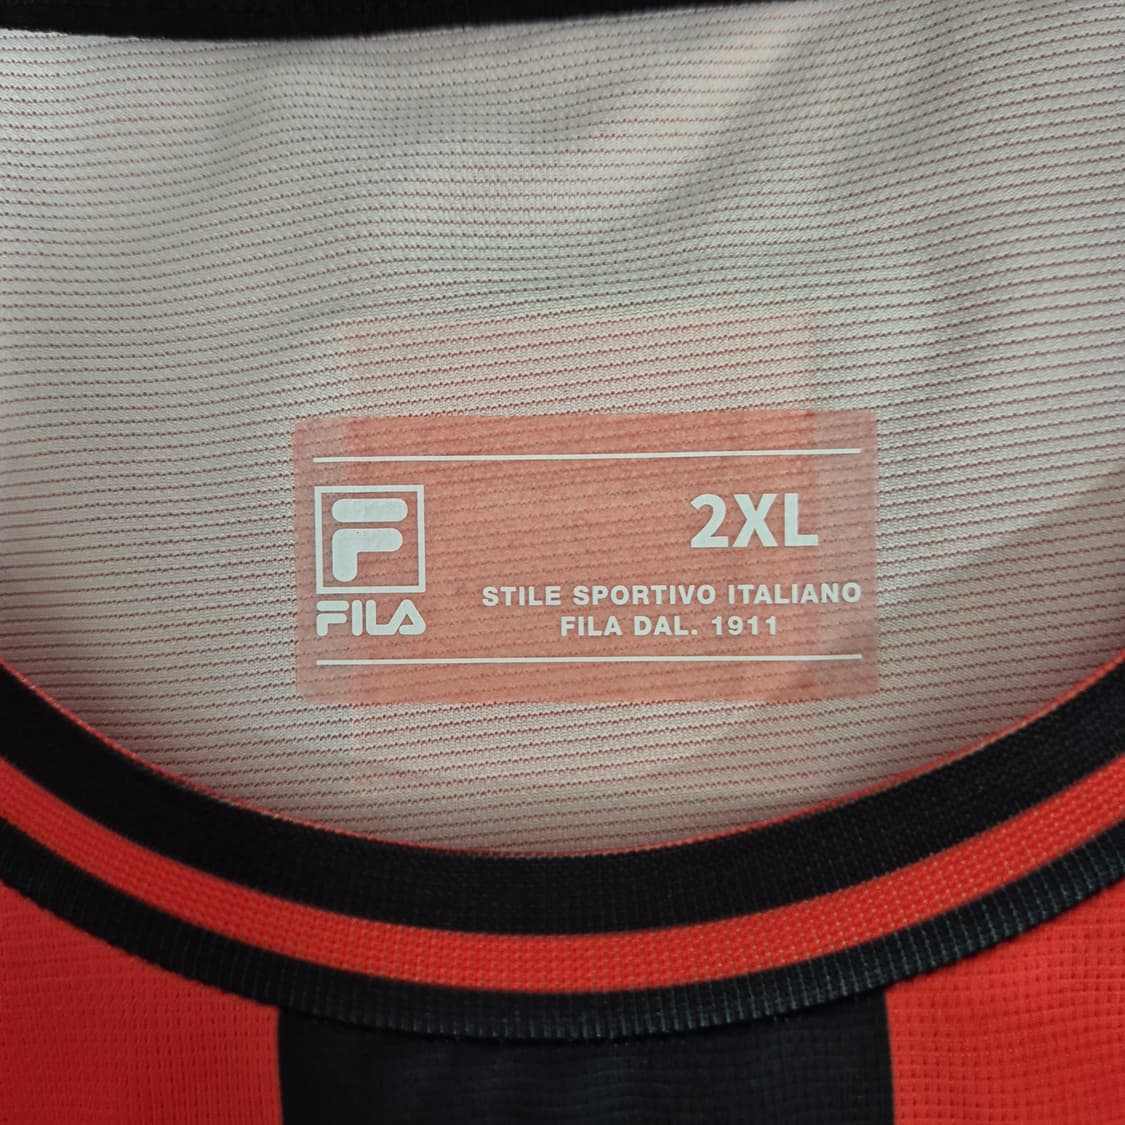 2XL
FILA
STILE SPORTIVO ITALIANO
FILA DAL. 1911